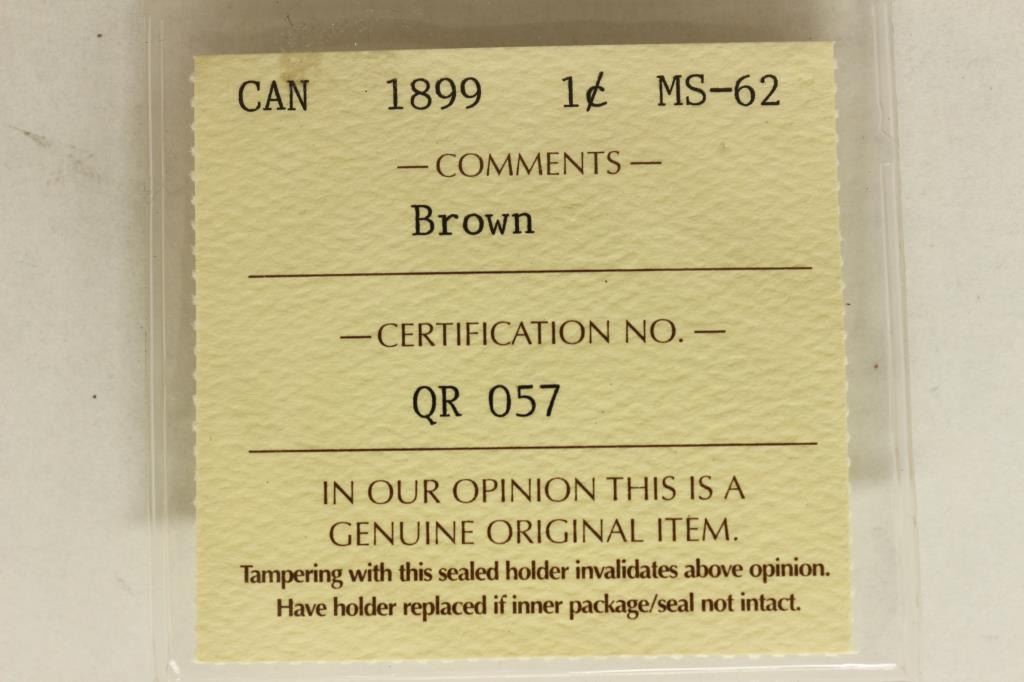 CAN 1899 1¢ MS-62
— COMMENTS —
Brown
— CERTIFICATION NO. —
QR 057
IN OUR OPINION THIS IS A
GENUINE ORIGINAL ITEM.
Tampering with this sealed holder invalidates above opinion.
Have holder replaced if inner package/seal not intact.